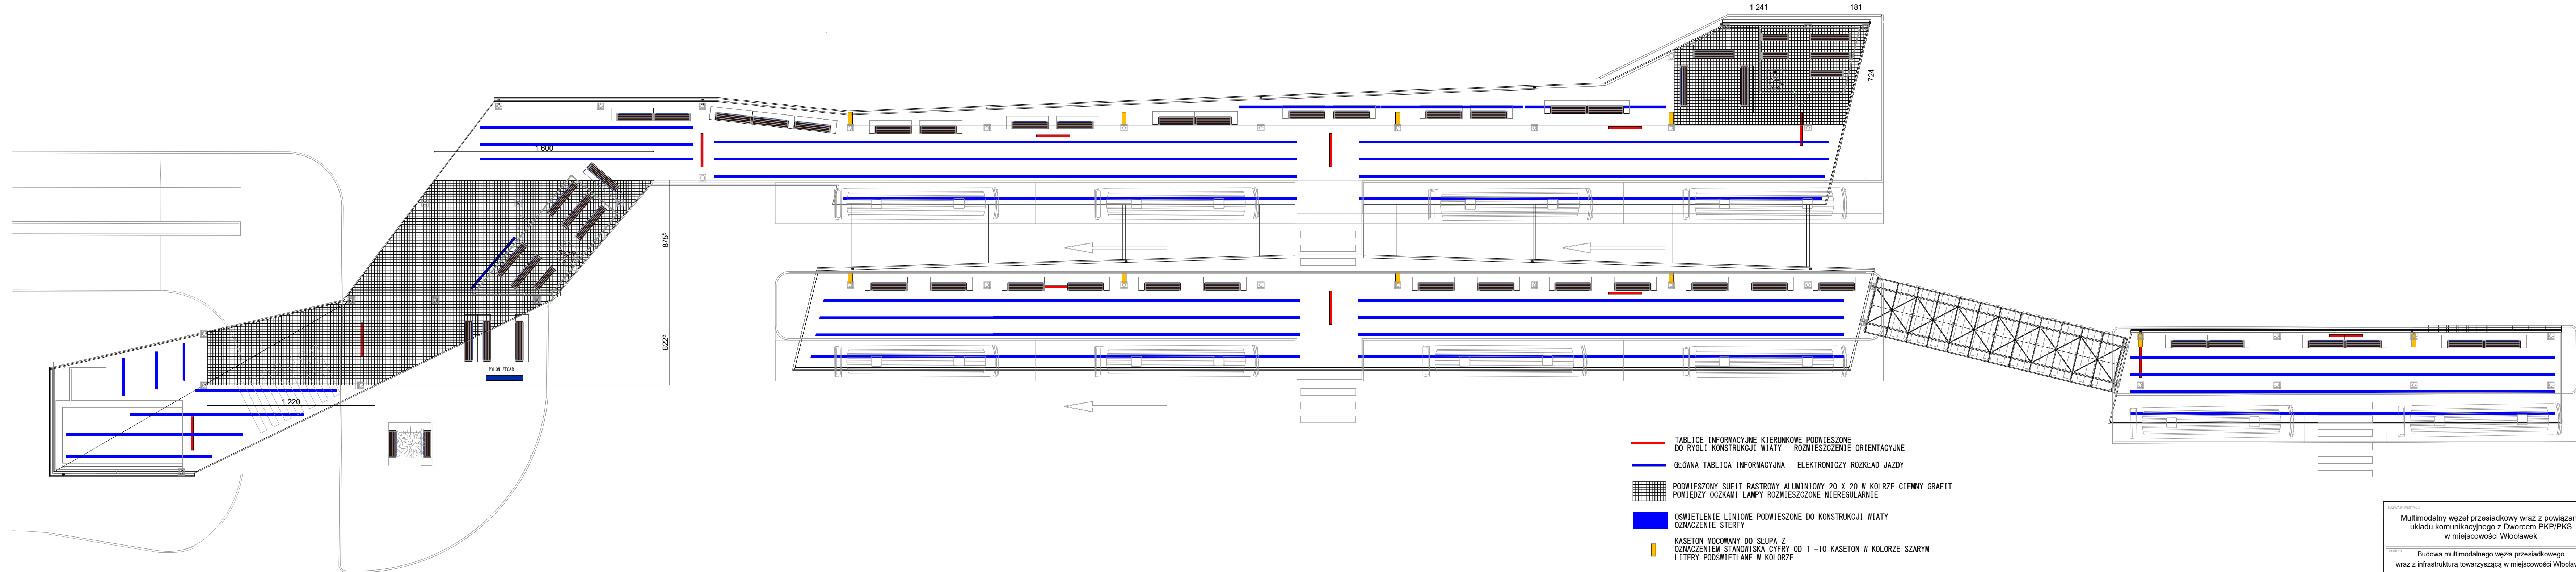 1 241
181
724
1 600
875⁵
622⁵
PYLON ZEGAR
1 220
TABLICE INFORMACYJNE KIERUNKOWE PODWIESZONE
DO RYGLI KONSTRUKCJI WIATY - ROZMIESZCZENIE ORIENTACYJNE
GŁÓWNA TABLICA INFORMACYJNA - ELEKTRONICZY ROZKŁAD JAZDY
PODWIESZONY SUFIT RASTROWY ALUMINIOWY 20 X 20 W KOLRZE CIEMNY GRAFIT
POMIĘDZY OCZKAMI LAMPY ROZMIESZCZONE NIEREGULARNIE
OŚWIETLENIE LINIOWE PODWIESZONE DO KONSTRUKCJI WIATY
OZNACZENIE STERFY
KASETON MOCOWANY DO SŁUPA Z
OZNACZENIEM STANOWISKA CYFRY OD 1 -10 KASETON W KOLORZE SZARYM
LITERY PODŚWIETLANE W KOLORZE
Multimodalny węzeł przesiadkowy wraz z powiązan
układu komunikacyjnego z Dworcem PKP/PKS
w miejscowości Włocławek
Budowa multimodalnego węzła przesiadkowego
wraz z infrastrukturą towarzyszącą w miejscowości Włocła